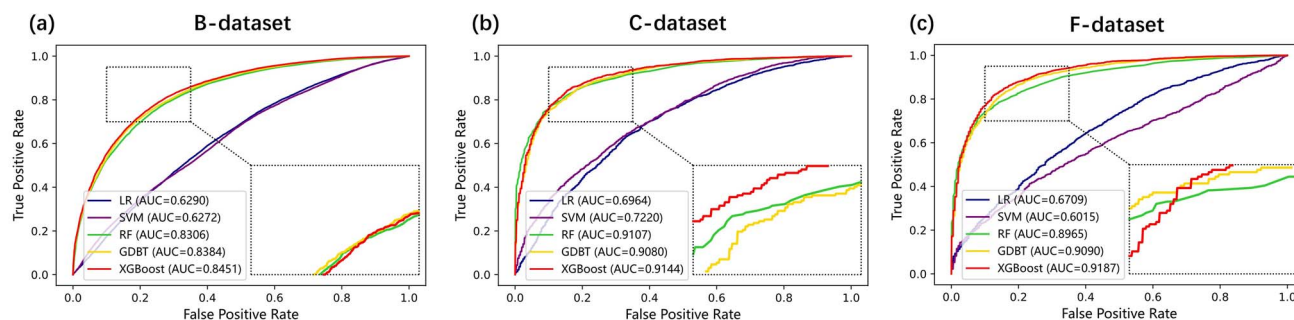 (a) B-dataset
True Positive Rate
1.0
0.8
0.6
0.4
0.2
0.0
LR (AUC=0.6290)
SVM (AUC=0.6272)
RF (AUC=0.8306)
GDBT (AUC=0.8384)
XGBoost (AUC=0.8451)
0.0 0.2 0.4 0.6 0.8 1.0
False Positive Rate
(b) C-dataset
True Positive Rate
1.0
0.8
0.6
0.4
0.2
0.0
LR (AUC=0.6964)
SVM (AUC=0.7220)
RF (AUC=0.9107)
GDBT (AUC=0.9080)
XGBoost (AUC=0.9144)
0.0 0.2 0.4 0.6 0.8 1.0
False Positive Rate
(c) F-dataset
True Positive Rate
1.0
0.8
0.6
0.4
0.2
0.0
LR (AUC=0.6709)
SVM (AUC=0.6015)
RF (AUC=0.8965)
GDBT (AUC=0.9090)
XGBoost (AUC=0.9187)
0.0 0.2 0.4 0.6 0.8 1.0
False Positive Rate